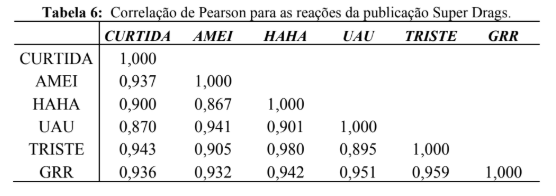 Tabela 6: Correlação de Pearson para as reações da publicação Super Drags.
CURTIDA AMEI HAHA UAU TRISTE GRR
CURTIDA 1,000
AMEI 0,937 1,000
HAHA 0,900 0,867 1,000
UAU 0,870 0,941 0,901 1,000
TRISTE 0,943 0,905 0,980 0,895 1,000
GRR 0,936 0,932 0,942 0,951 0,959 1,000